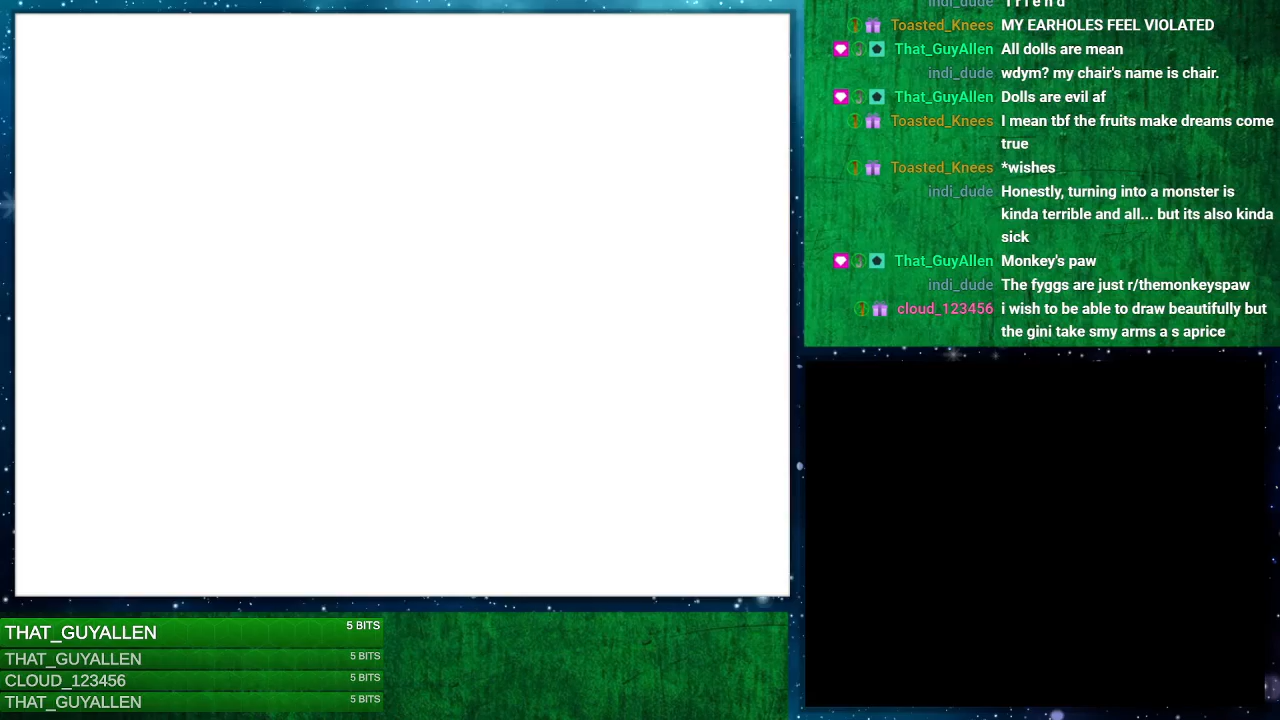 indi_dude f r i e n d
Toasted_Knees MY EARHOLES FEEL VIOLATED
That_GuyAllen All dolls are mean
indi_dude wdym? my chair's name is chair.
That_GuyAllen Dolls are evil af
Toasted_Knees I mean tbf the fruits make dreams come
true
Toasted_Knees *wishes
indi_dude Honestly, turning into a monster is
kinda terrible and all... but its also kinda
sick
That_GuyAllen Monkey's paw
indi_dude The fyggs are just r/themonkeyspaw
cloud_123456 i wish to be able to draw beautifully but
the gini take smy arms a s aprice
THAT_GUYALLEN 5 BITS
THAT_GUYALLEN 5 BITS
CLOUD_123456 5 BITS
THAT_GUYALLEN 5 BITS